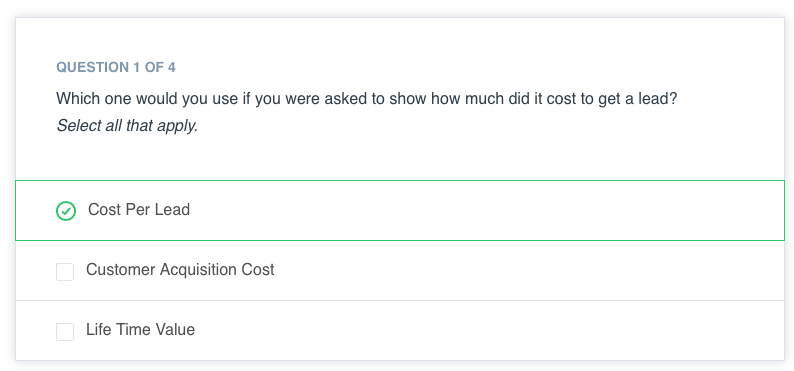 QUESTION 1 OF 4
Which one would you use if you were asked to show how much did it cost to get a lead?
Select all that apply.
Cost Per Lead
Customer Acquisition Cost
Life Time Value